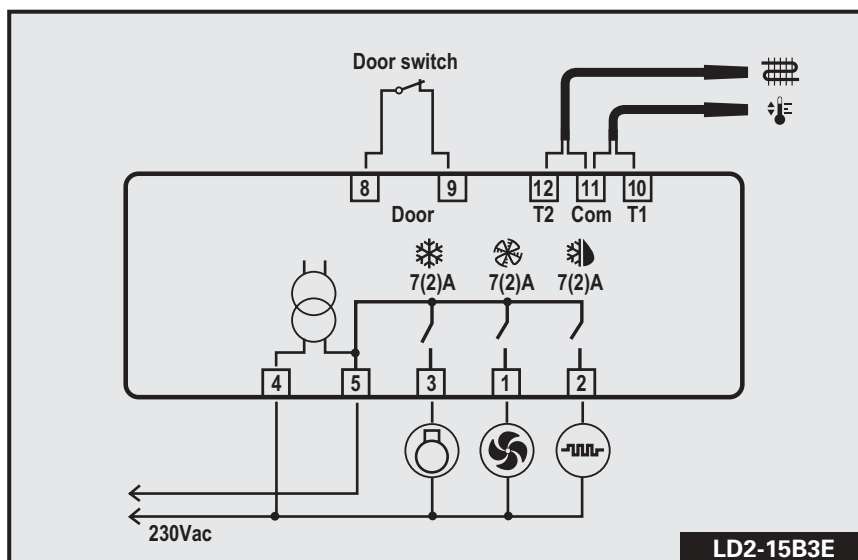 Door switch
8 9 12 11 10
Door T2 Com T1
7(2)A 7(2)A 7(2)A
4 5 3 1 2
230Vac
LD2-15B3E